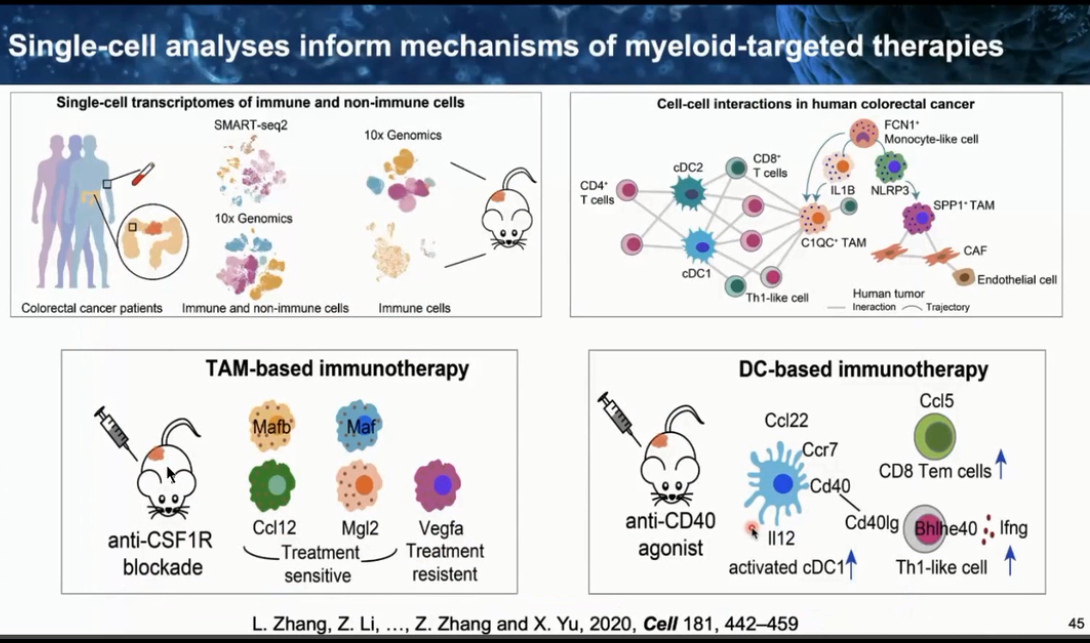 Single-cell analyses inform mechanisms of myeloid-targeted therapies
Single-cell transcriptomes of immune and non-immune cells
SMART-seq2
10x Genomics
10x Genomics
Colorectal cancer patients
Immune and non-immune cells
Immune cells
Cell-cell interactions in human colorectal cancer
FCN1⁺
Monocyte-like cell
cDC2
CD8⁺
T cells
CD4⁺
T cells
IL1B
NLRP3
SPP1⁺ TAM
C1QC⁺ TAM
CAF
cDC1
Endothelial cell
Th1-like cell
Human tumor
Ineraction
Trajectory
TAM-based immunotherapy
Mafb
Maf
Ccl12
Mgl2
Vegfa
Treatment
sensitive
Treatment
resistent
anti-CSF1R
blockade
DC-based immunotherapy
Ccl22
Ccr7
Cd40
Il12
activated cDC1
Ccl5
CD8 Tem cells
Cd40lg
Bhlhe40
Ifng
Th1-like cell
anti-CD40
agonist
L. Zhang, Z. Li, ..., Z. Zhang and X. Yu, 2020, Cell 181, 442–459
45